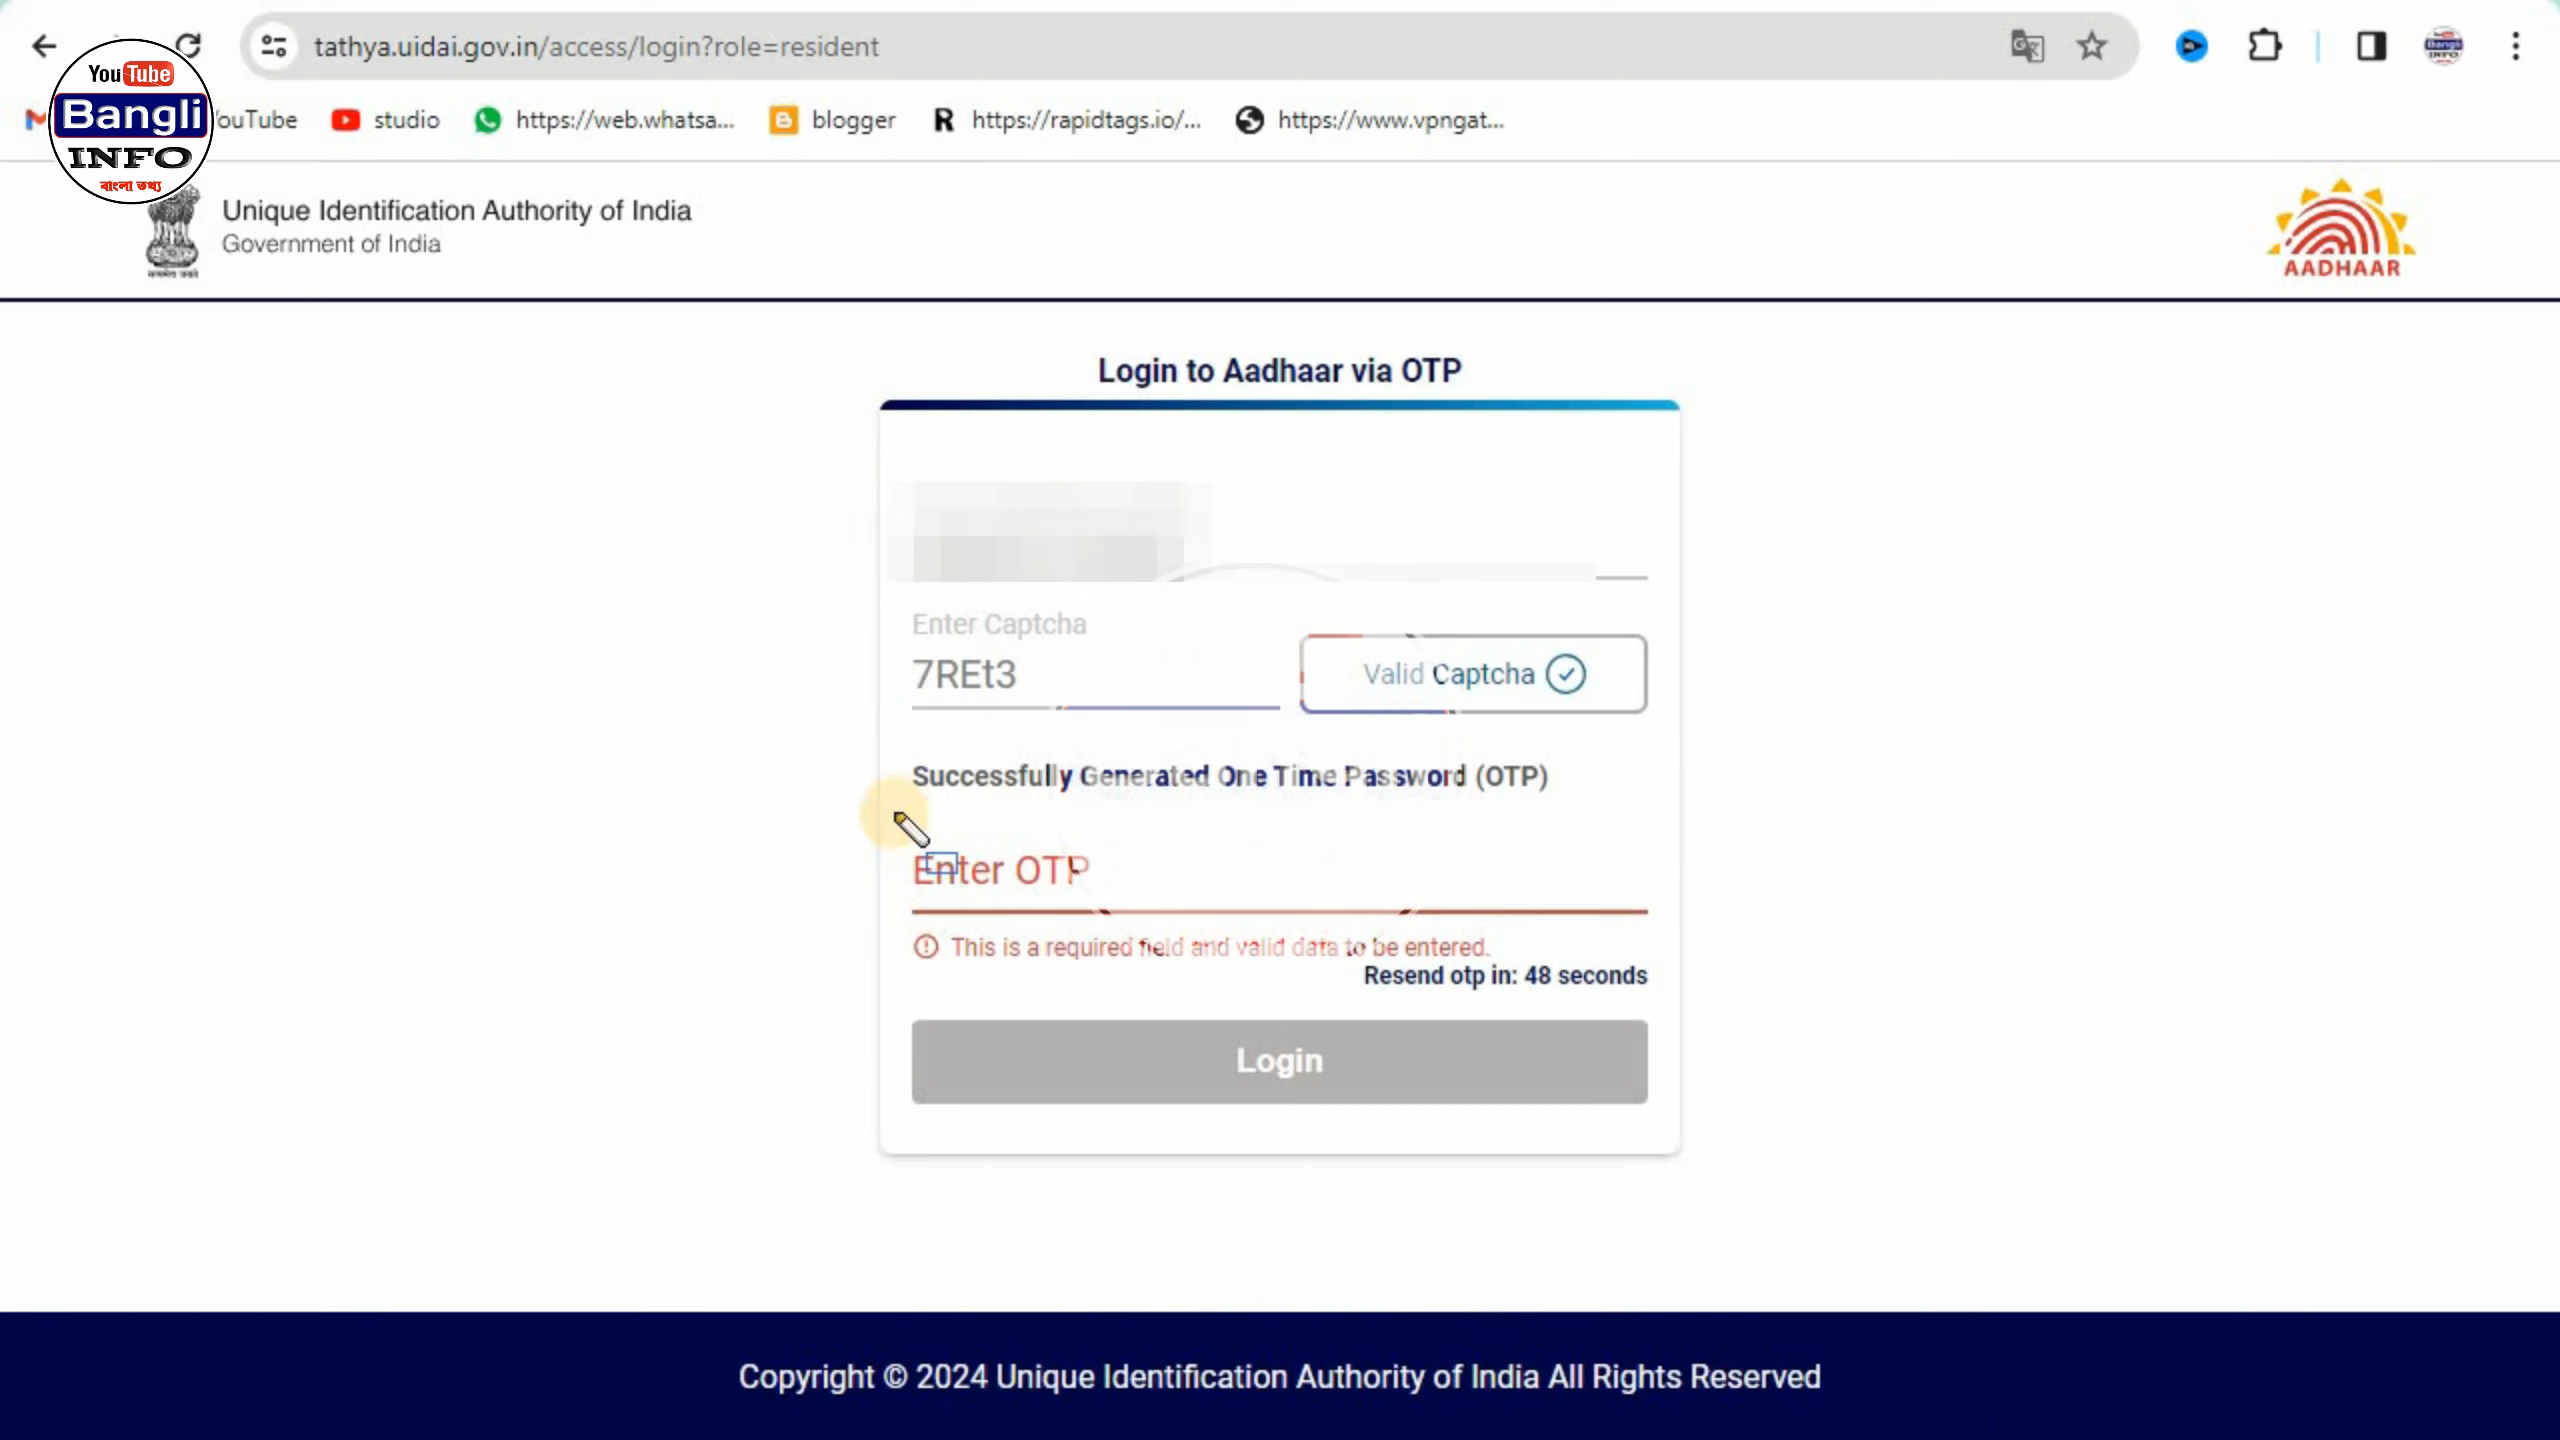 tathya.uidai.gov.in/access/login?role=resident
You Tube
Bangli
INFO
বাংলা তথ্য
studio
https://web.whatsa...
blogger
https://rapidtags.io/...
https://www.vpngat...
Unique Identification Authority of India
Government of India
AADHAAR
Login to Aadhaar via OTP
Enter Captcha
7REt3
Valid Captcha
Successfully Generated One Time Password (OTP)
Enter OTP
This is a required field and valid data to be entered.
Resend otp in: 48 seconds
Login
Copyright © 2024 Unique Identification Authority of India All Rights Reserved